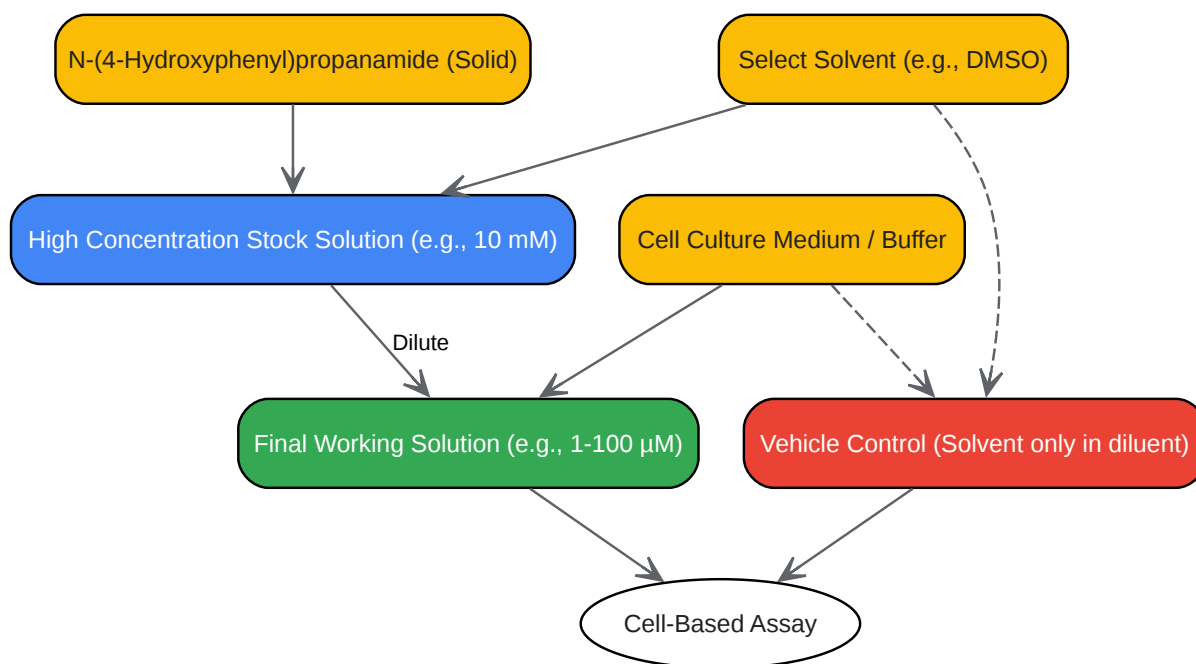 N-(4-Hydroxyphenyl)propanamide (Solid)
Select Solvent (e.g., DMSO)
High Concentration Stock Solution (e.g., 10 mM)
Cell Culture Medium / Buffer
Dilute
Final Working Solution (e.g., 1-100 µM)
Vehicle Control (Solvent only in diluent)
Cell-Based Assay